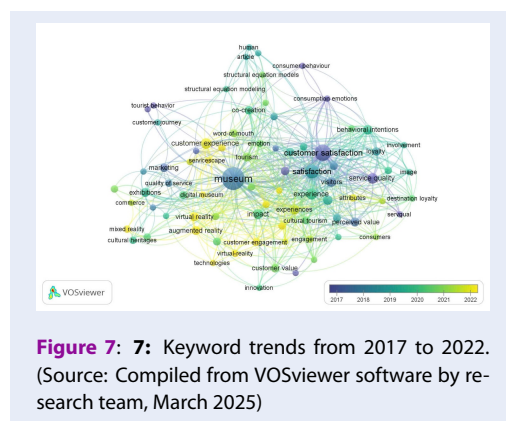 human
article
consumer behaviour
structural equation models
structural equation modeling
consumption emotions
tourist behavior
co-creation
customer journey
word-of-mouth
behavioral intentions
customer experience
emotion
involvement
servicescape
tourism
customer satisfaction
loyalty
marketing
museum
satisfaction
image
quality of service
visitors
service quality
exhibitions
digital museum
experience
attributes
destination loyalty
commerce
virtual reality
impact
experiences
servqual
mixed reality
augmented reality
cultural tourism
perceived value
cultural heritages
customer engagement
engagement
consumers
virtual-reality
technologies
customer value
innovation
VOSviewer
2017 2018 2019 2020 2021 2022
Figure 7: 7: Keyword trends from 2017 to 2022.
(Source: Compiled from VOSviewer software by re-
search team, March 2025)